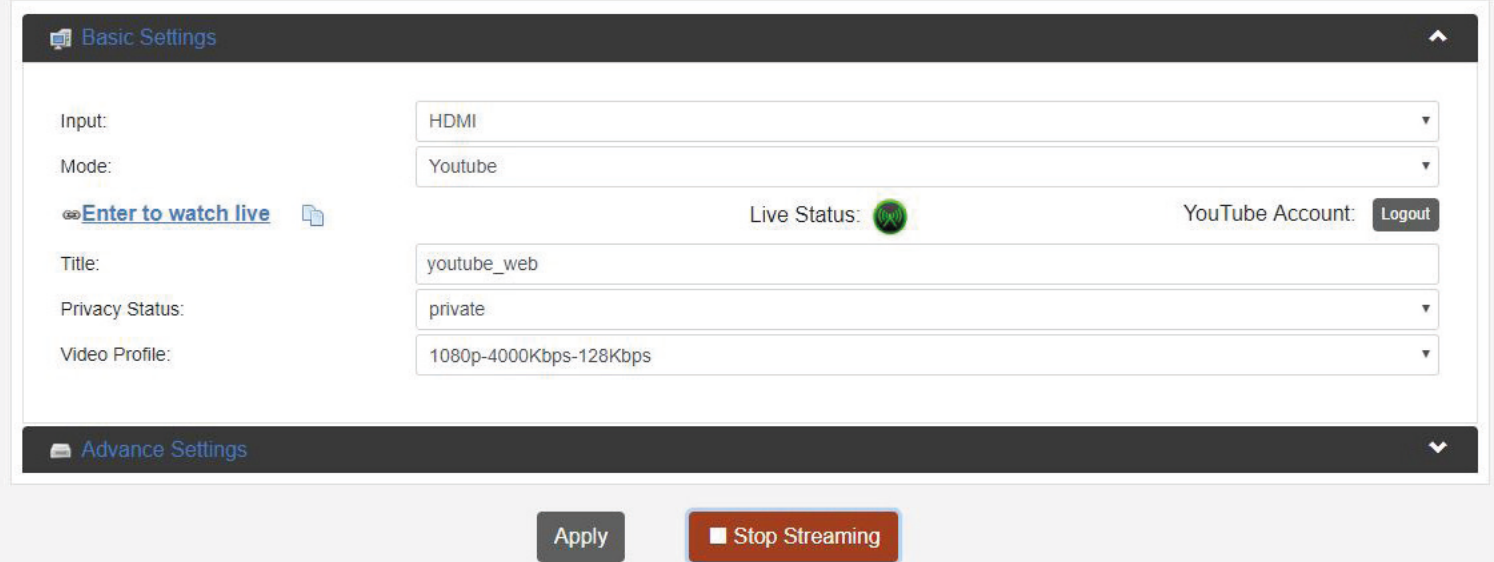 Basic Settings
Input: HDMI
Mode: Youtube
Enter to watch live Live Status: YouTube Account: Logout
Title: youtube_web
Privacy Status: private
Video Profile: 1080p-4000Kbps-128Kbps
Advance Settings
Apply Stop Streaming